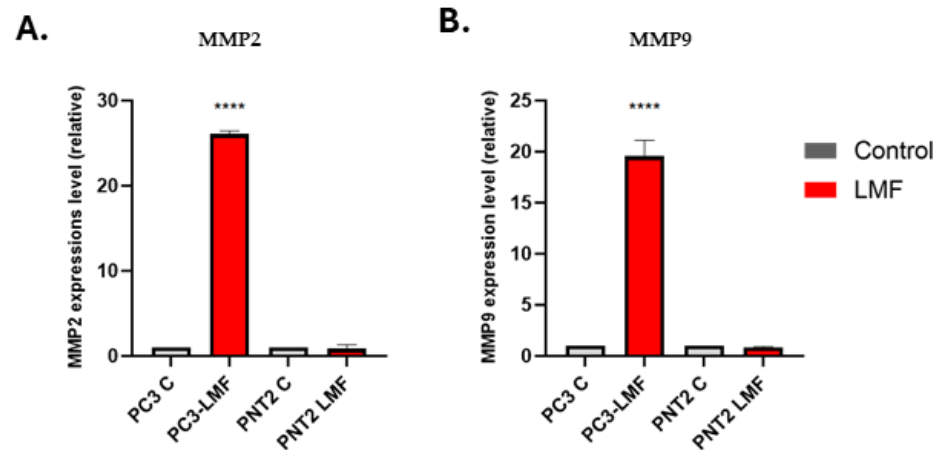 A.
MMP2
MMP2 expressions level (relative)
30
20
10
0
****
PC3 C
PC3-LMF
PNT2 C
PNT2 LMF
B.
MMP9
MMP9 expression level (relative)
25
20
15
10
5
0
****
PC3 C
PC3-LMF
PNT2 C
PNT2 LMF
Control
LMF